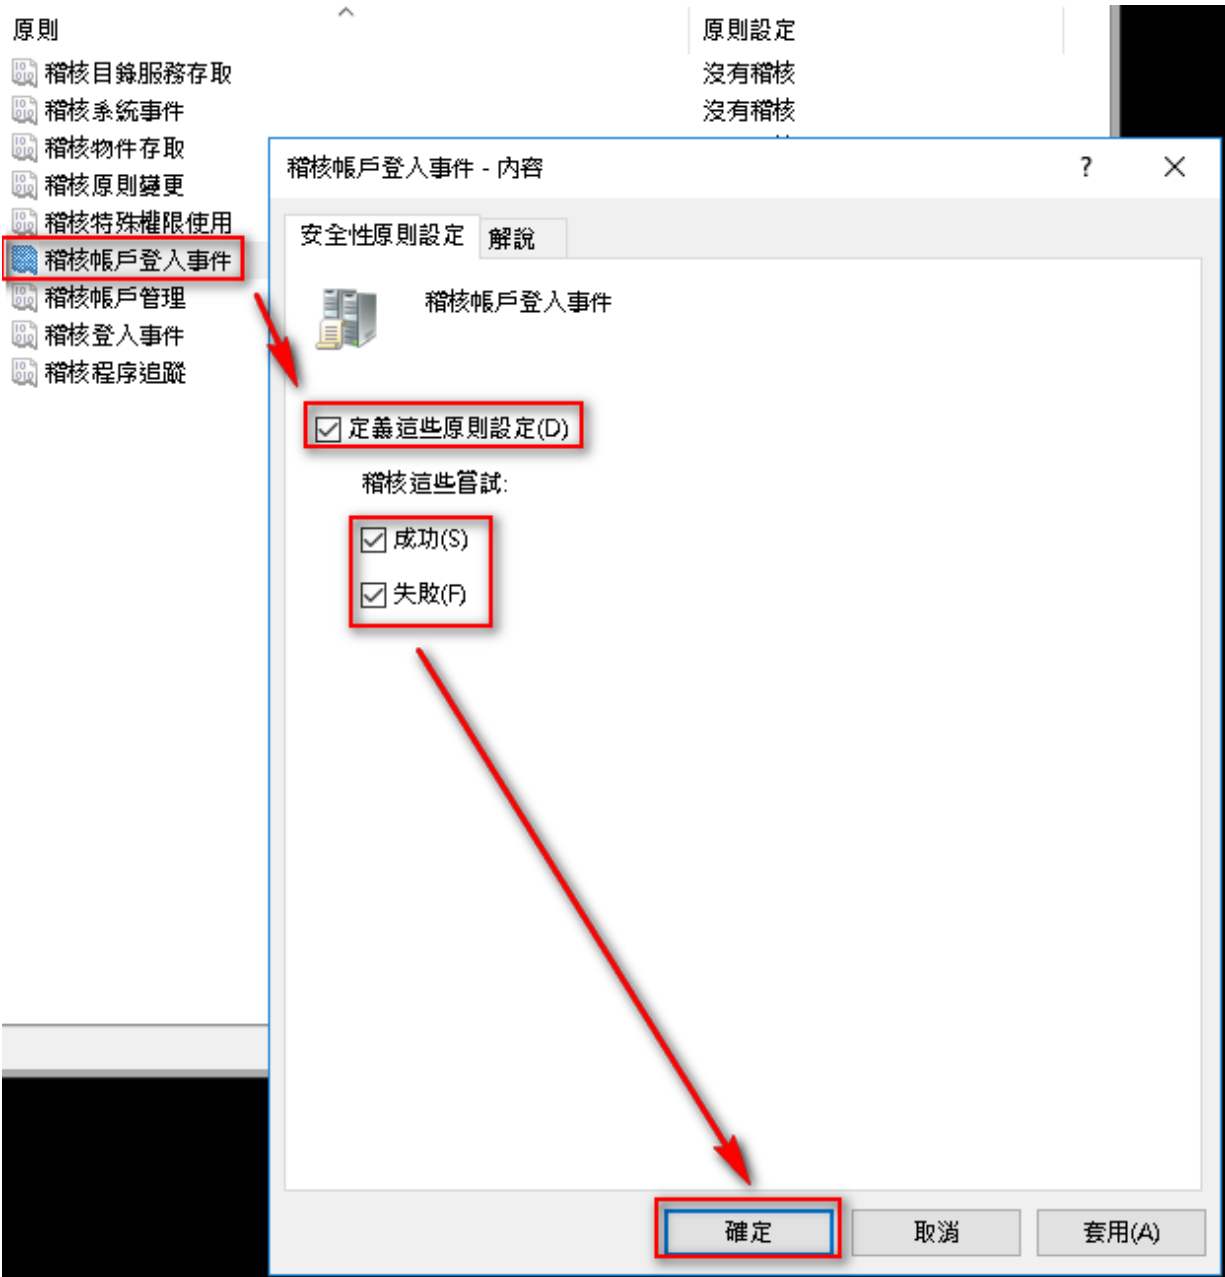 原則 原則設定
稽核目錄服務存取 沒有稽核
稽核系統事件 沒有稽核
稽核物件存取
稽核原則變更
稽核特殊權限使用
稽核帳戶登入事件
稽核帳戶管理
稽核登入事件
稽核程序追蹤
稽核帳戶登入事件 - 內容 ?
安全性原則設定 解說
稽核帳戶登入事件
定義這些原則設定(D)
稽核這些嘗試:
成功(S)
失敗(F)
確定 取消 套用(A)